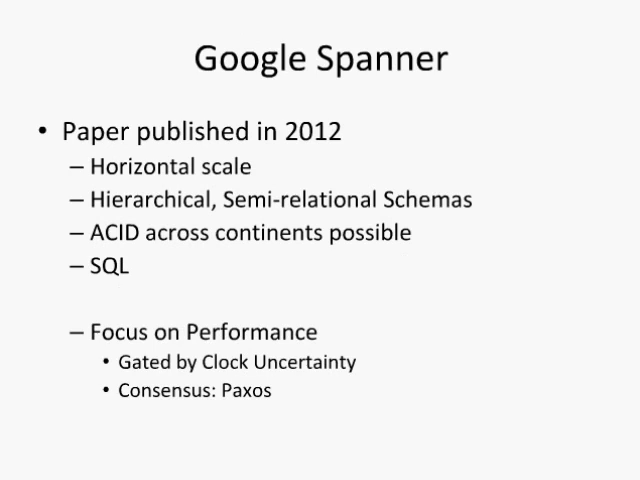 Google Spanner
• Paper published in 2012
– Horizontal scale
– Hierarchical, Semi-relational Schemas
– ACID across continents possible
– SQL
– Focus on Performance
• Gated by Clock Uncertainty
• Consensus: Paxos